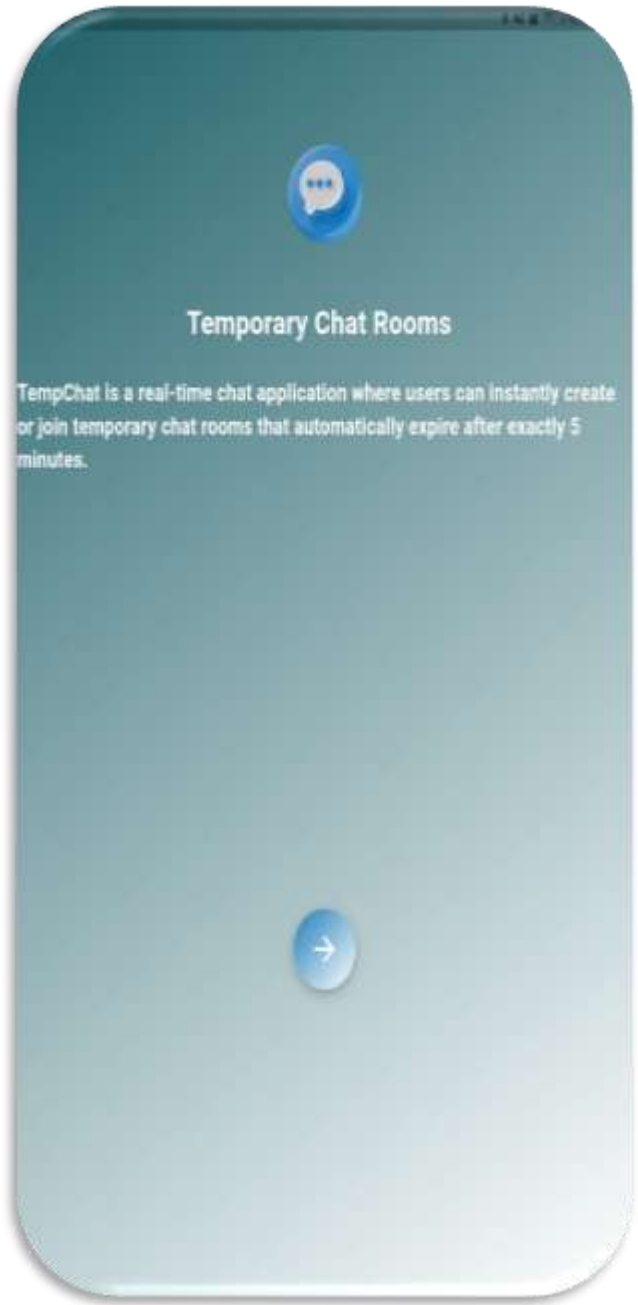 Temporary Chat Rooms
TempChat is a real-time chat application where users can instantly create
or join temporary chat rooms that automatically expire after exactly 5
minutes.